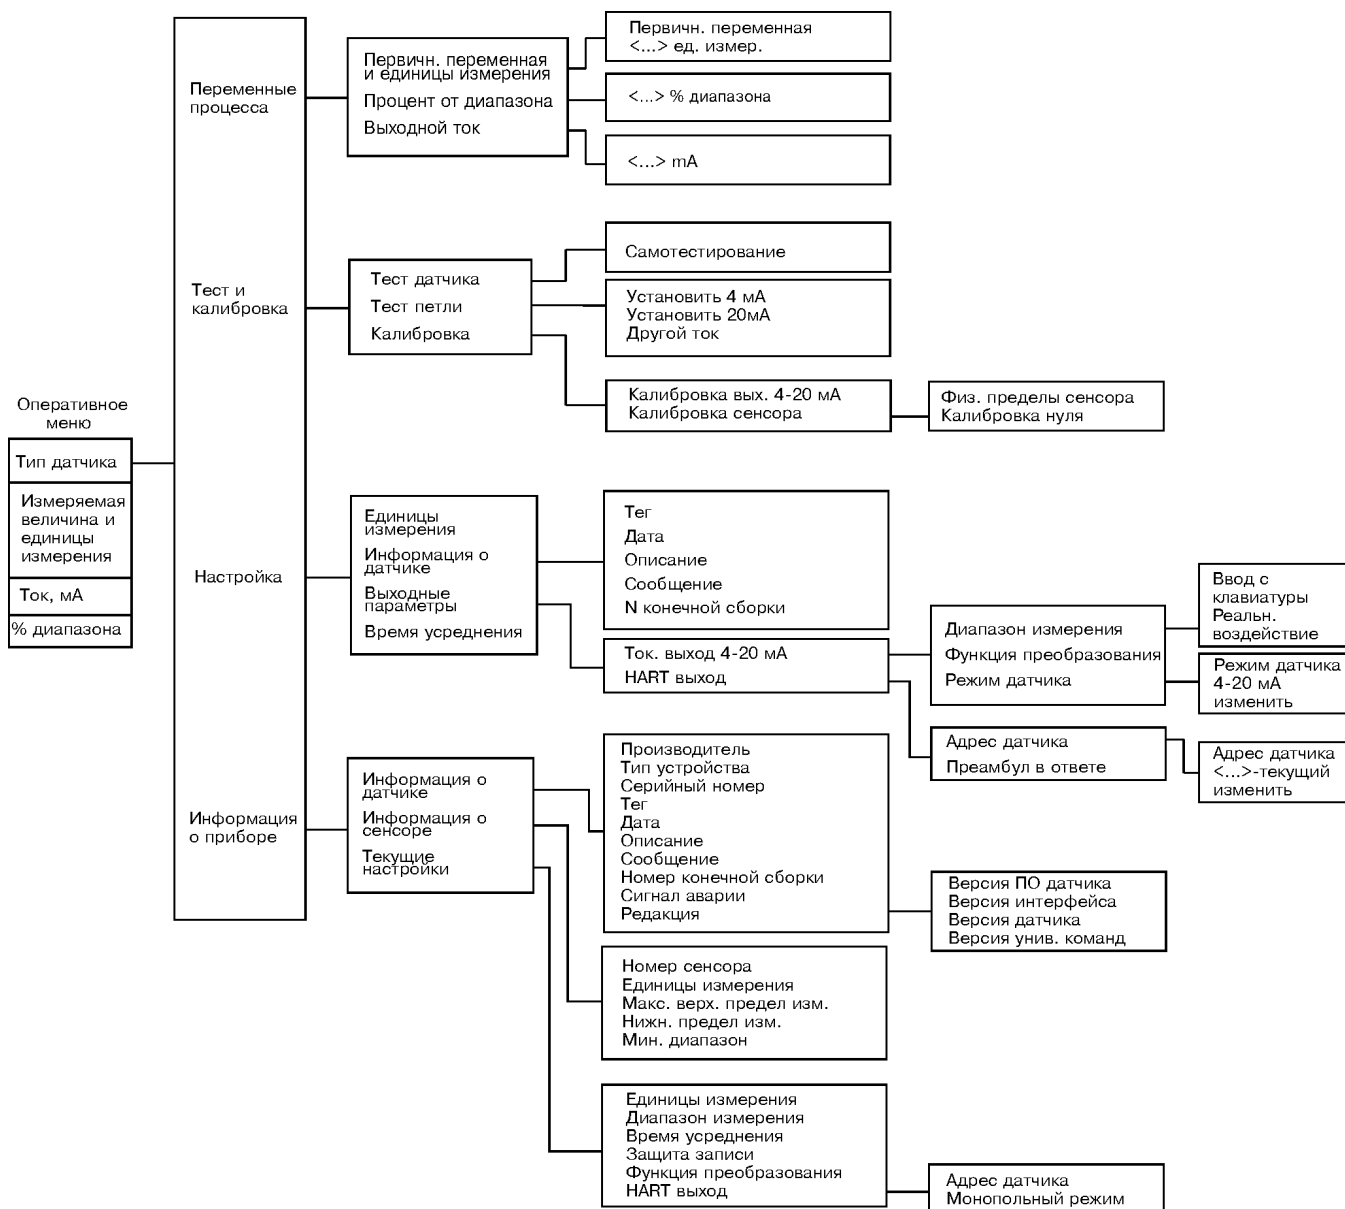 Оперативное
меню
Тип датчика
Измеряемая
величина и
единицы
измерения
Ток, мА
% диапазона
Переменные
процесса
Тест и
калибровка
Настройка
Информация
о приборе
Первичн. переменная
и единицы измерения
Процент от диапазона
Выходной ток
Первичн. переменная
<...> ед. измер.
<...> % диапазона
<...> mA
Тест датчика
Тест петли
Калибровка
Самотестирование
Установить 4 мА
Установить 20мА
Другой ток
Калибровка вых. 4-20 мА
Калибровка сенсора
Физ. пределы сенсора
Калибровка нуля
Единицы
измерения
Информация о
датчике
Выходные
параметры
Время усреднения
Тег
Дата
Описание
Сообщение
N конечной сборки
Ток. выход 4-20 мА
HART выход
Диапазон измерения
Функция преобразования
Режим датчика
Ввод с
клавиатуры
Реальн.
воздействие
Режим датчика
4-20 мА
изменить
Адрес датчика
Преамбул в ответе
Адрес датчика
<...>-текущий
изменить
Информация о
датчике
Информация о
сенсоре
Текущие
настройки
Производитель
Тип устройства
Серийный номер
Тег
Дата
Описание
Сообщение
Номер конечной сборки
Сигнал аварии
Редакция
Версия ПО датчика
Версия интерфейса
Версия датчика
Версия унив. команд
Номер сенсора
Единицы измерения
Макс. верх. предел изм.
Нижн. предел изм.
Мин. диапазон
Единицы измерения
Диапазон измерения
Время усреднения
Защита записи
Функция преобразования
HART выход
Адрес датчика
Монопольный режим